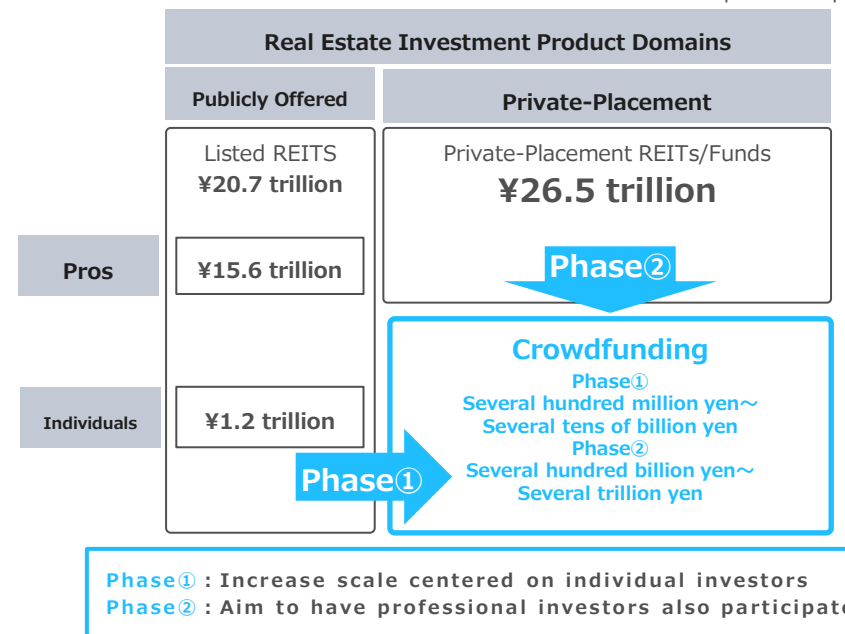 Real Estate Investment Product Domains
Publicly Offered
Private-Placement
Listed REITS
¥20.7 trillion
Private-Placement REITs/Funds
¥26.5 trillion
Pros
¥15.6 trillion
Phase②
Crowdfunding
Phase①
Several hundred million yen～
Several tens of billion yen
Phase②
Several hundred billion yen～
Several trillion yen
Individuals
¥1.2 trillion
Phase①
Phase①：Increase scale centered on individual investors
Phase②：Aim to have professional investors also participate